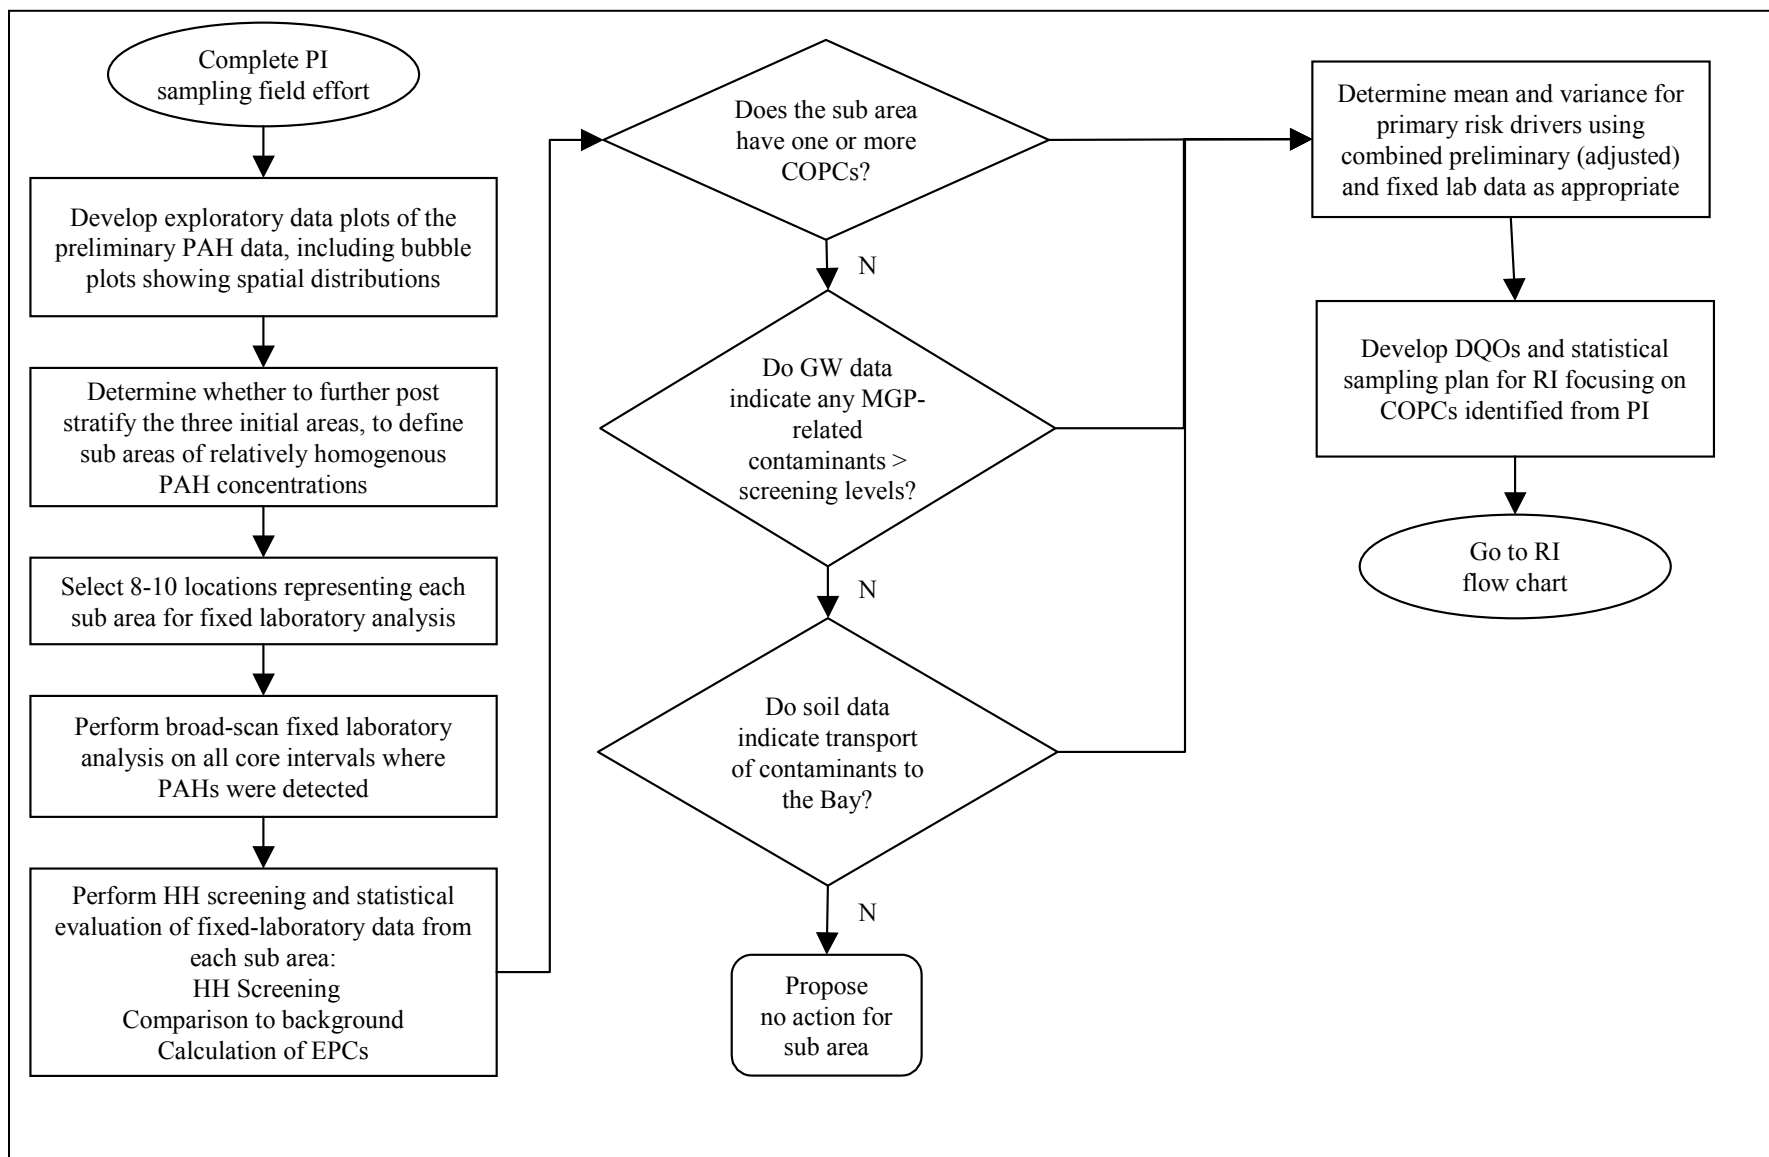 Complete PI
sampling field effort
Develop exploratory data plots of the
preliminary PAH data, including bubble
plots showing spatial distributions
Determine whether to further post
stratify the three initial areas, to define
sub areas of relatively homogenous
PAH concentrations
Select 8-10 locations representing each
sub area for fixed laboratory analysis
Perform broad-scan fixed laboratory
analysis on all core intervals where
PAHs were detected
Perform HH screening and statistical
evaluation of fixed-laboratory data from
each sub area:
HH Screening
Comparison to background
Calculation of EPCs
Does the sub area
have one or more
COPCs?
N
Do GW data
indicate any MGP-
related
contaminants >
screening levels?
N
Do soil data
indicate transport
of contaminants to
the Bay?
N
Propose
no action for
sub area
Determine mean and variance for
primary risk drivers using
combined preliminary (adjusted)
and fixed lab data as appropriate
Develop DQOs and statistical
sampling plan for RI focusing on
COPCs identified from PI
Go to RI
flow chart